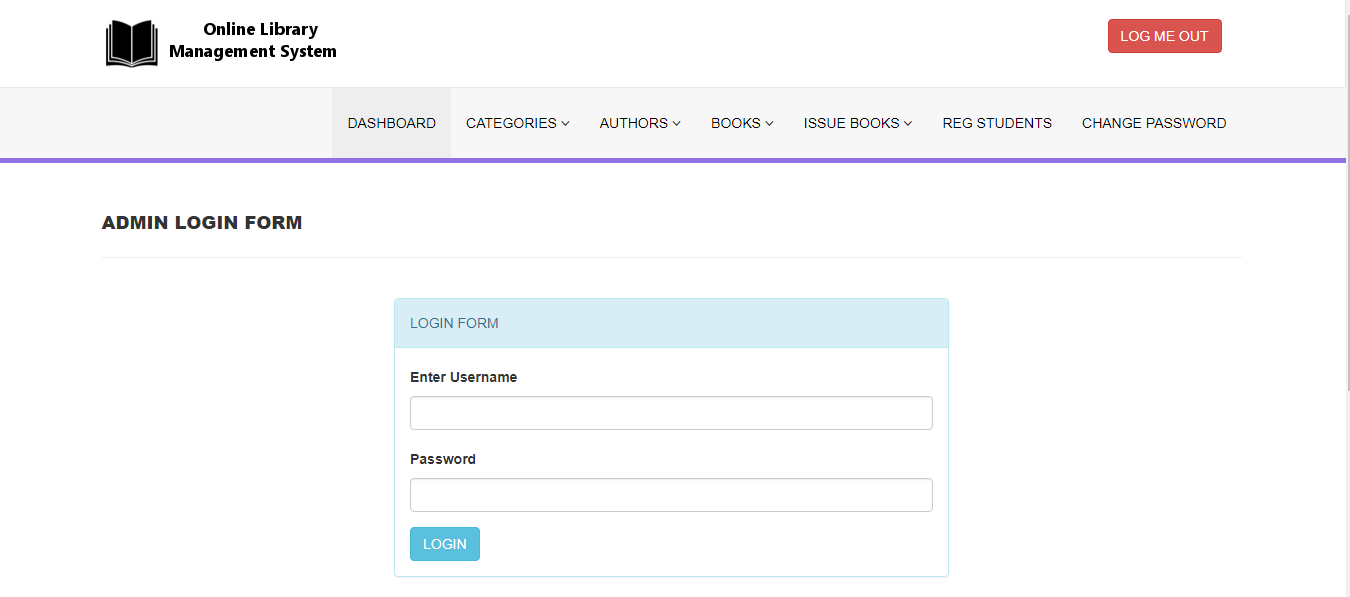 Online Library
Management System
LOG ME OUT
DASHBOARD CATEGORIES AUTHORS BOOKS ISSUE BOOKS REG STUDENTS CHANGE PASSWORD
ADMIN LOGIN FORM
LOGIN FORM
Enter Username
Password
LOGIN